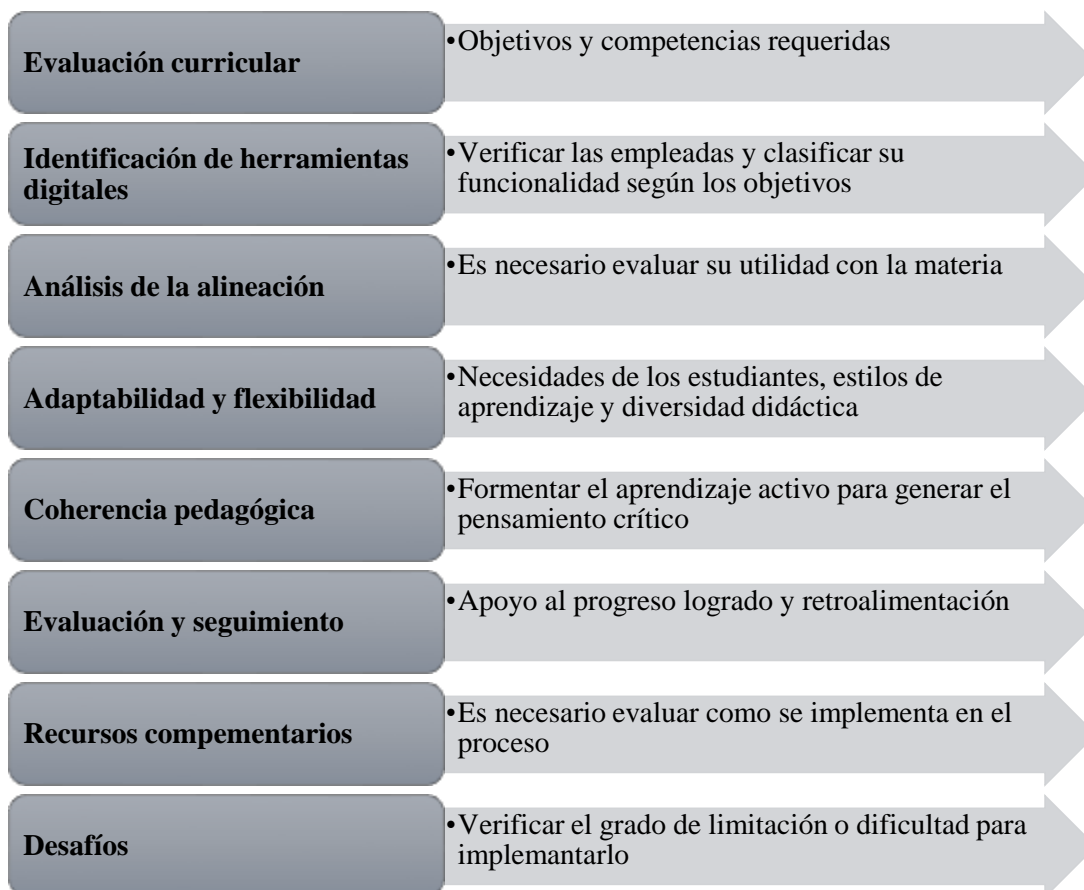 Evaluación curricular
•Objetivos y competencias requeridas
Identificación de herramientas
digitales
•Verificar las empleadas y clasificar su
funcionalidad según los objetivos
Análisis de la alineación
•Es necesario evaluar su utilidad con la materia
Adaptabilidad y flexibilidad
•Necesidades de los estudiantes, estilos de
aprendizaje y diversidad didáctica
Coherencia pedagógica
•Formentar el aprendizaje activo para generar el
pensamiento crítico
Evaluación y seguimiento
•Apoyo al progreso logrado y retroalimentación
Recursos compementarios
•Es necesario evaluar como se implementa en el
proceso
Desafíos
•Verificar el grado de limitación o dificultad para
implemantarlo